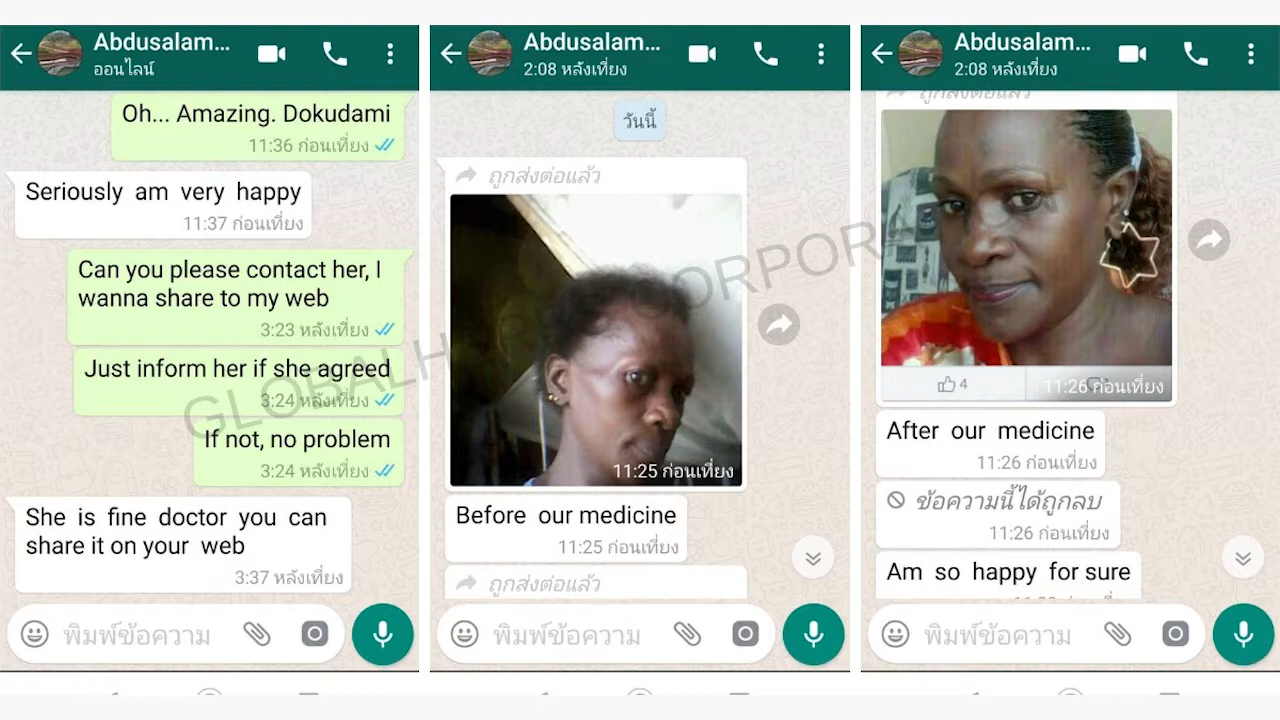 Abdusalam...
ออนไลน์
Oh... Amazing. Dokudami
11:36 ก่อนเที่ยง
Seriously am very happy
11:37 ก่อนเที่ยง
Can you please contact her, I
wanna share to my web
3:23 หลังเที่ยง
Just inform her if she agreed
3:24 หลังเที่ยง
If not, no problem
3:24 หลังเที่ยง
She is fine doctor you can
share it on your web
3:37 หลังเที่ยง
พิมพ์ข้อความ
Abdusalam...
2:08 หลังเที่ยง
วันนี้
ถูกส่งต่อแล้ว
11:25 ก่อนเที่ยง
Before our medicine
11:25 ก่อนเที่ยง
ถูกส่งต่อแล้ว
พิมพ์ข้อความ
Abdusalam...
2:08 หลังเที่ยง
ถูกส่งต่อแล้ว
4
11:26 ก่อนเที่ยง
After our medicine
11:26 ก่อนเที่ยง
ข้อความนี้ได้ถูกลบ
11:26 ก่อนเที่ยง
Am so happy for sure
พิมพ์ข้อความ